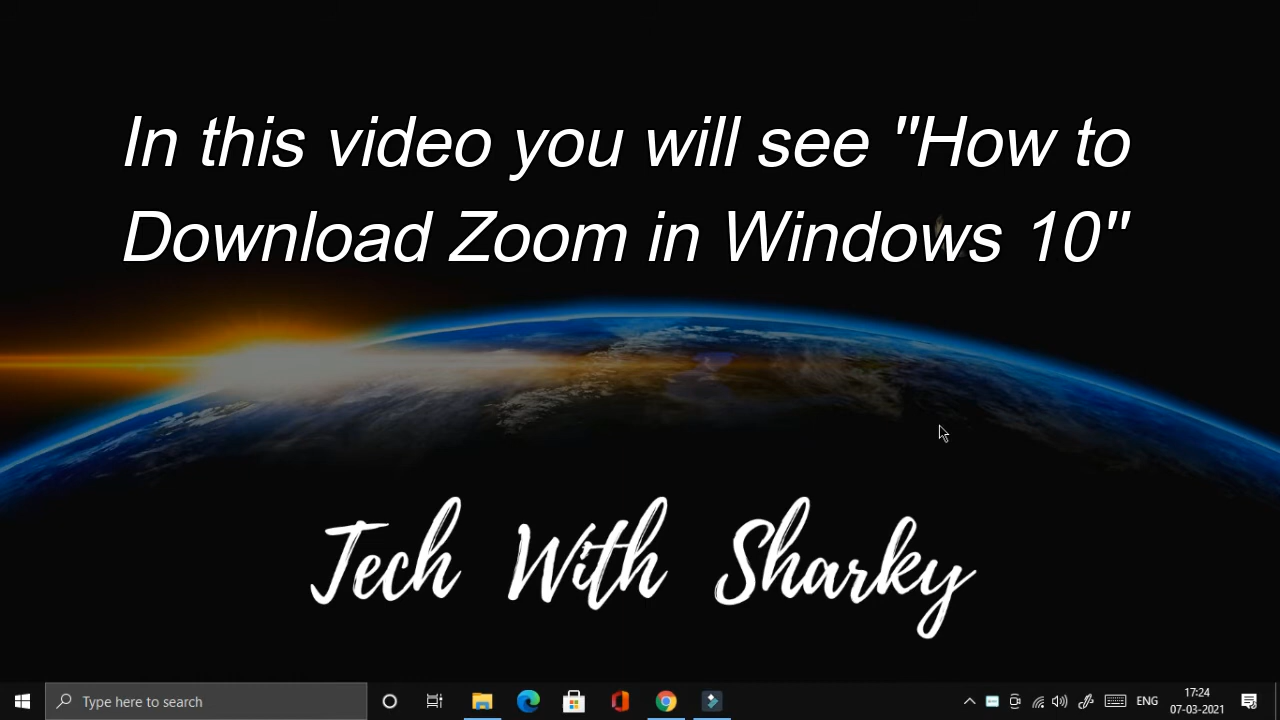 In this video you will see "How to
Download Zoom in Windows 10"
Tech With Sharky
Type here to search
ENG
17:24
07-03-2021